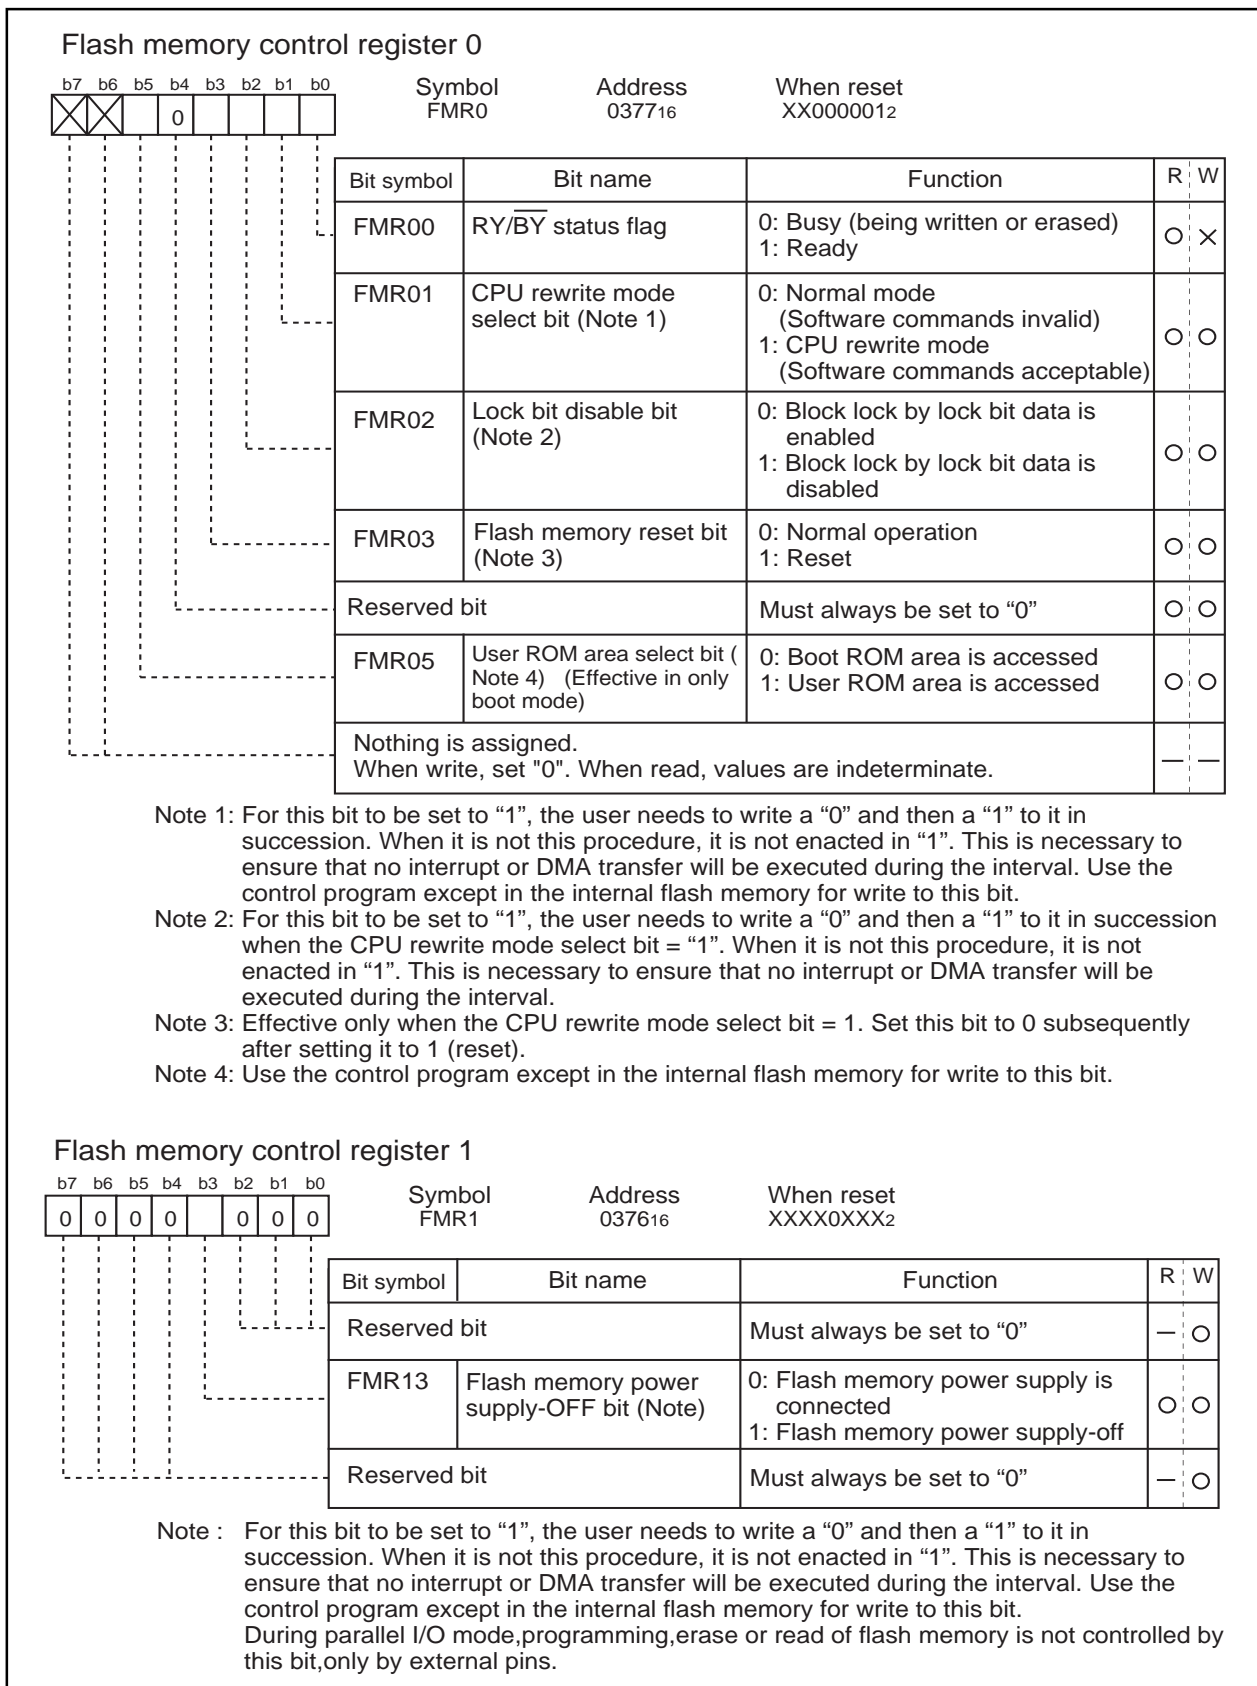 Flash memory control register 0
b7 b6 b5 b4 b3 b2 b1 b0
Symbol Address When reset
FMR0 037716 XX0000012
0
Bit symbol Bit name Function R W
FMR00 RY/BY status flag 0: Busy (being written or erased)
1: Ready
FMR01 CPU rewrite mode 0: Normal mode
select bit (Note 1) (Software commands invalid)
1: CPU rewrite mode
(Software commands acceptable)
FMR02 Lock bit disable bit 0: Block lock by lock bit data is
(Note 2) enabled
1: Block lock by lock bit data is
disabled
FMR03 Flash memory reset bit 0: Normal operation
(Note 3) 1: Reset
Reserved bit Must always be set to “0”
FMR05 User ROM area select bit ( 0: Boot ROM area is accessed
Note 4) (Effective in only 1: User ROM area is accessed
boot mode)
Nothing is assigned.
When write, set "0". When read, values are indeterminate.
Note 1: For this bit to be set to “1”, the user needs to write a “0” and then a “1” to it in
succession. When it is not this procedure, it is not enacted in “1”. This is necessary to
ensure that no interrupt or DMA transfer will be executed during the interval. Use the
control program except in the internal flash memory for write to this bit.
Note 2: For this bit to be set to “1”, the user needs to write a “0” and then a “1” to it in succession
when the CPU rewrite mode select bit = “1”. When it is not this procedure, it is not
enacted in “1”. This is necessary to ensure that no interrupt or DMA transfer will be
executed during the interval.
Note 3: Effective only when the CPU rewrite mode select bit = 1. Set this bit to 0 subsequently
after setting it to 1 (reset).
Note 4: Use the control program except in the internal flash memory for write to this bit.
Flash memory control register 1
b7 b6 b5 b4 b3 b2 b1 b0
Symbol Address When reset
0 0 0 0 0 0 0 FMR1 037616 XXXX0XXX2
Bit symbol Bit name Function R W
Reserved bit Must always be set to “0”
FMR13 Flash memory power 0: Flash memory power supply is
supply-OFF bit (Note) connected
1: Flash memory power supply-off
Reserved bit Must always be set to “0”
Note : For this bit to be set to “1”, the user needs to write a “0” and then a “1” to it in
succession. When it is not this procedure, it is not enacted in “1”. This is necessary to
ensure that no interrupt or DMA transfer will be executed during the interval. Use the
control program except in the internal flash memory for write to this bit.
During parallel I/O mode,programming,erase or read of flash memory is not controlled by
this bit,only by external pins.